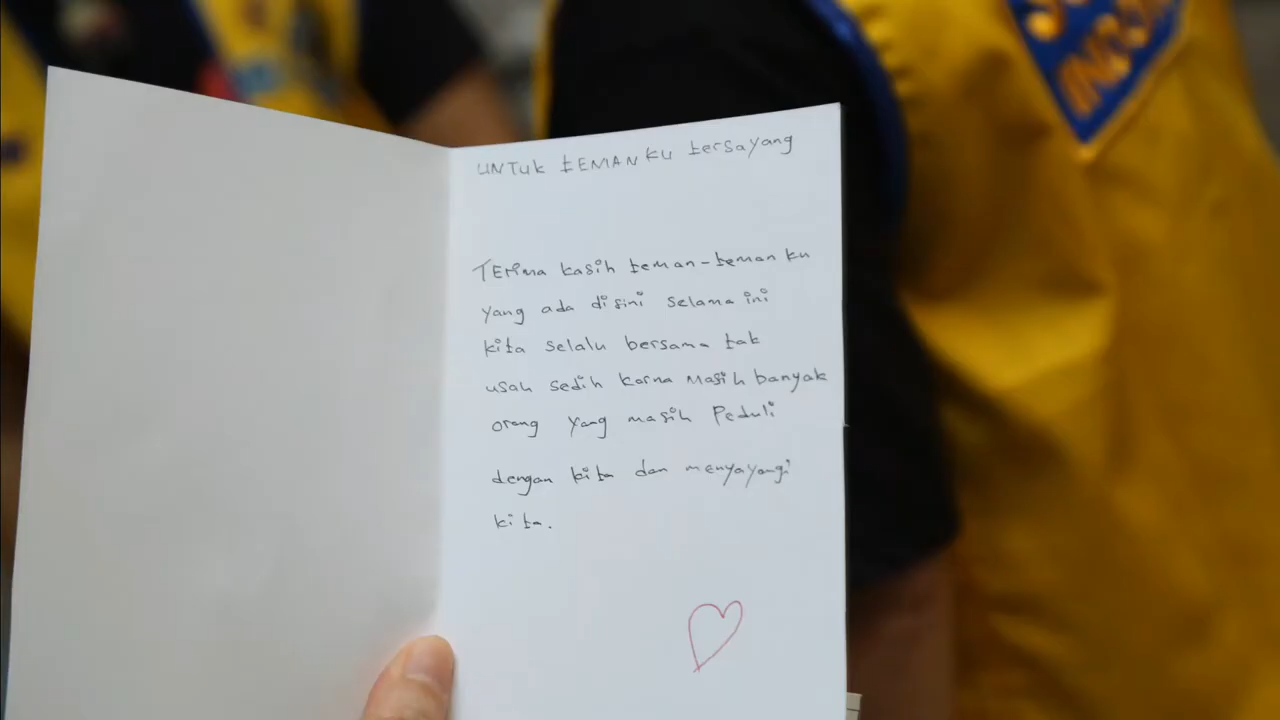 UNTUK tEMANKU tersayang
TERima kasih teman-teman ku
yang ada disini selama ini
kita selalu bersama tak
usah sedih karna Masih banyak
orang yang masih Peduli
dengan kita dan menyayangi
kita.